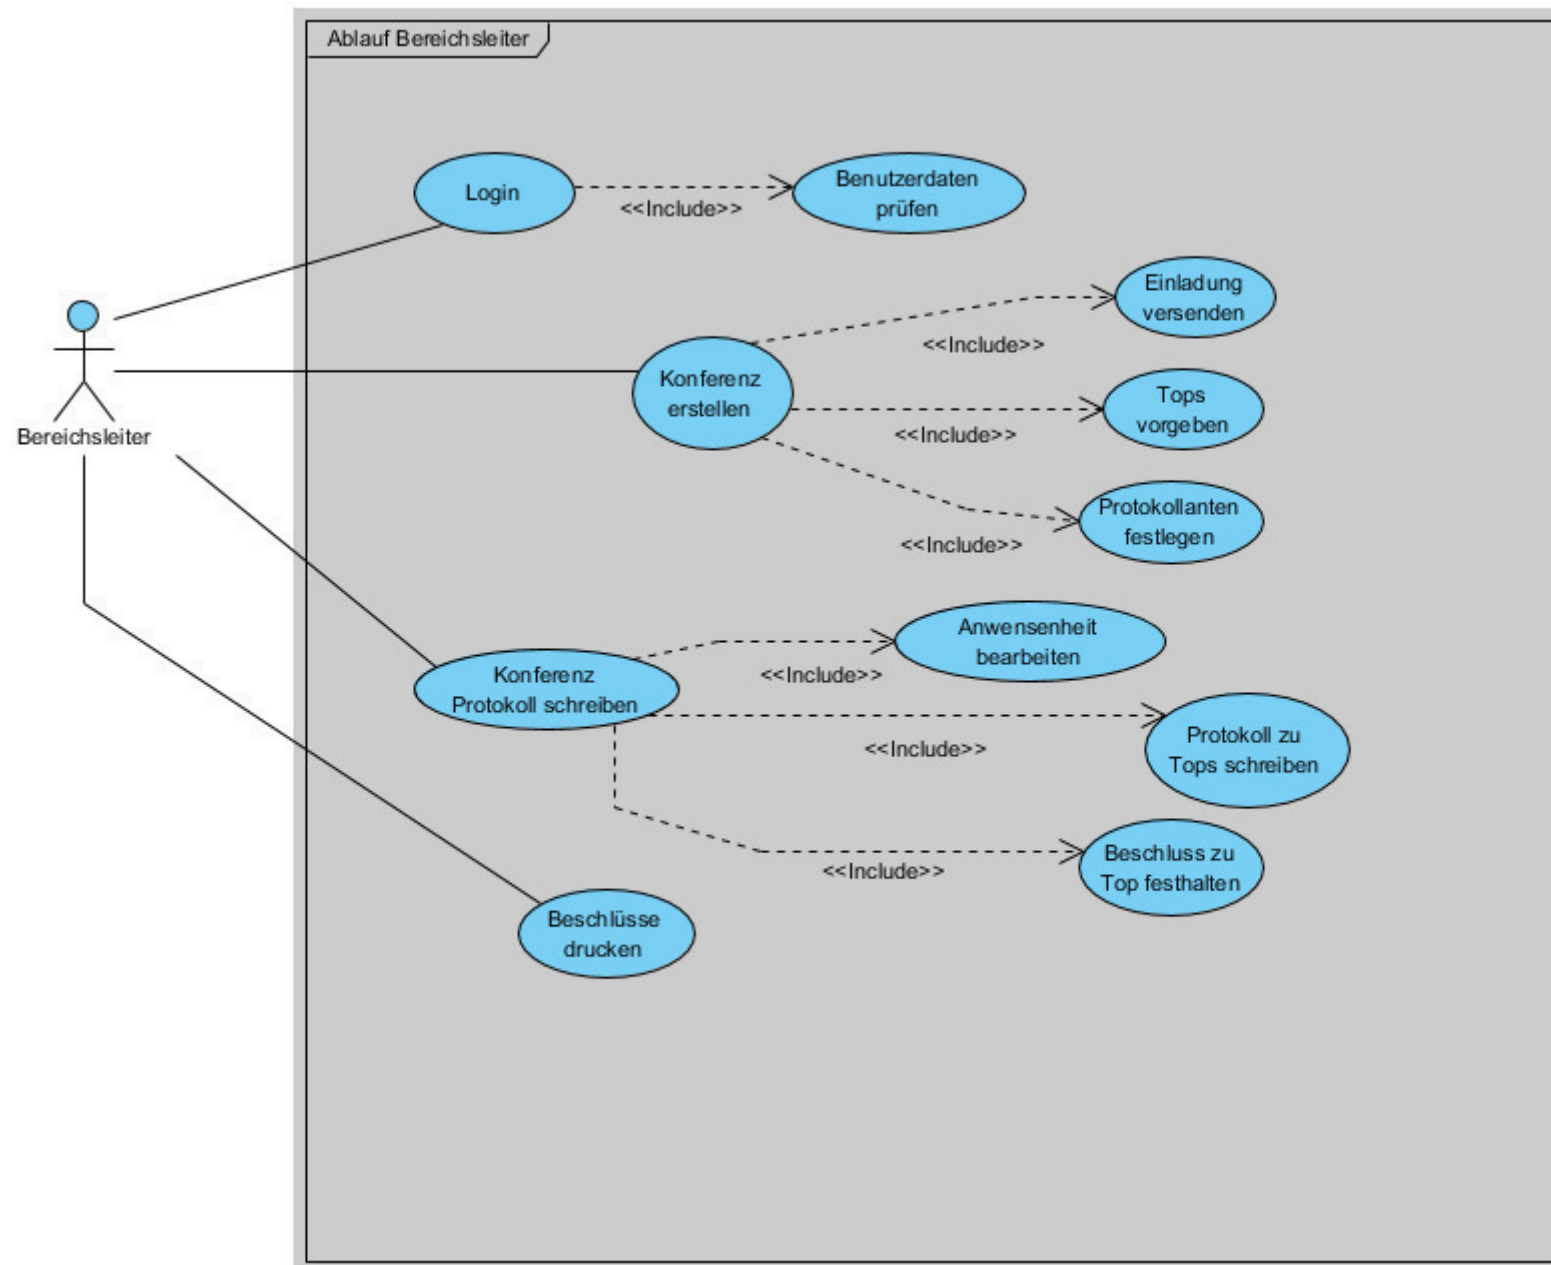 Ablauf Bereichsleiter
Login
<<Include>>
Benutzerdaten
prüfen
Einladung
versenden
<<Include>>
Konferenz
erstellen
Tops
vorgeben
<<Include>>
Bereichsleiter
Protokollanten
festlegen
<<Include>>
Anwensenheit
bearbeiten
<<Include>>
Konferenz
Protokoll schreiben
Protokoll zu
Tops schreiben
<<Include>>
Beschluss zu
Top festhalten
<<Include>>
Beschlüsse
drucken